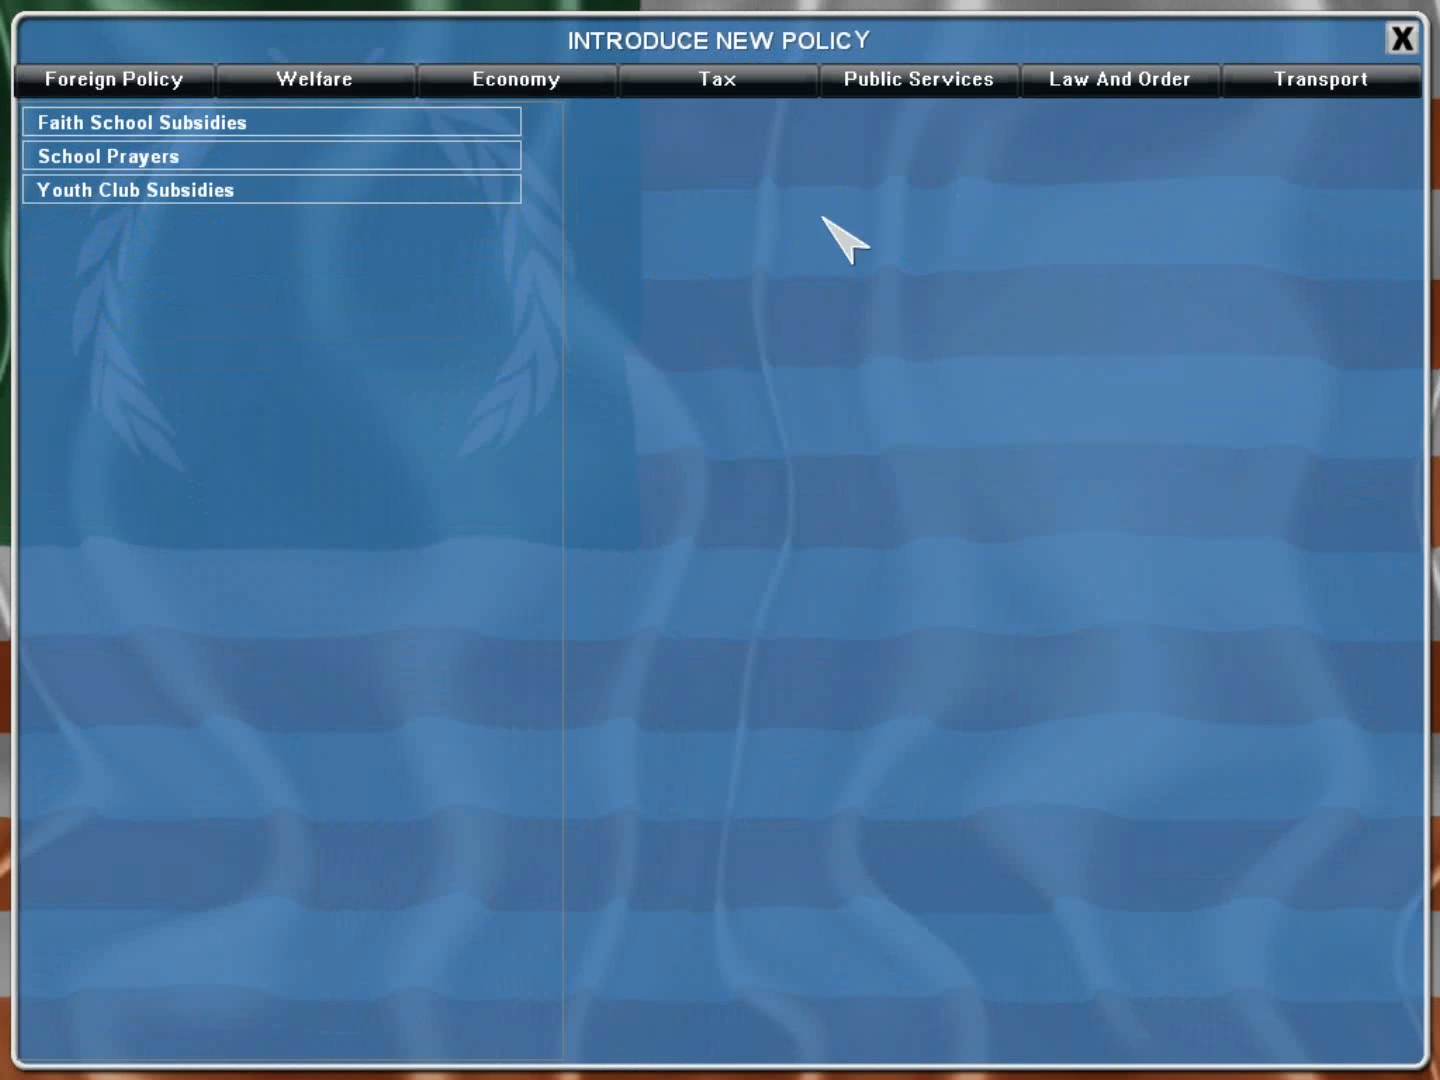 INTRODUCE NEW POLICY
X
Foreign Policy
Welfare
Economy
Tax
Public Services
Law And Order
Transport
Faith School Subsidies
School Prayers
Youth Club Subsidies